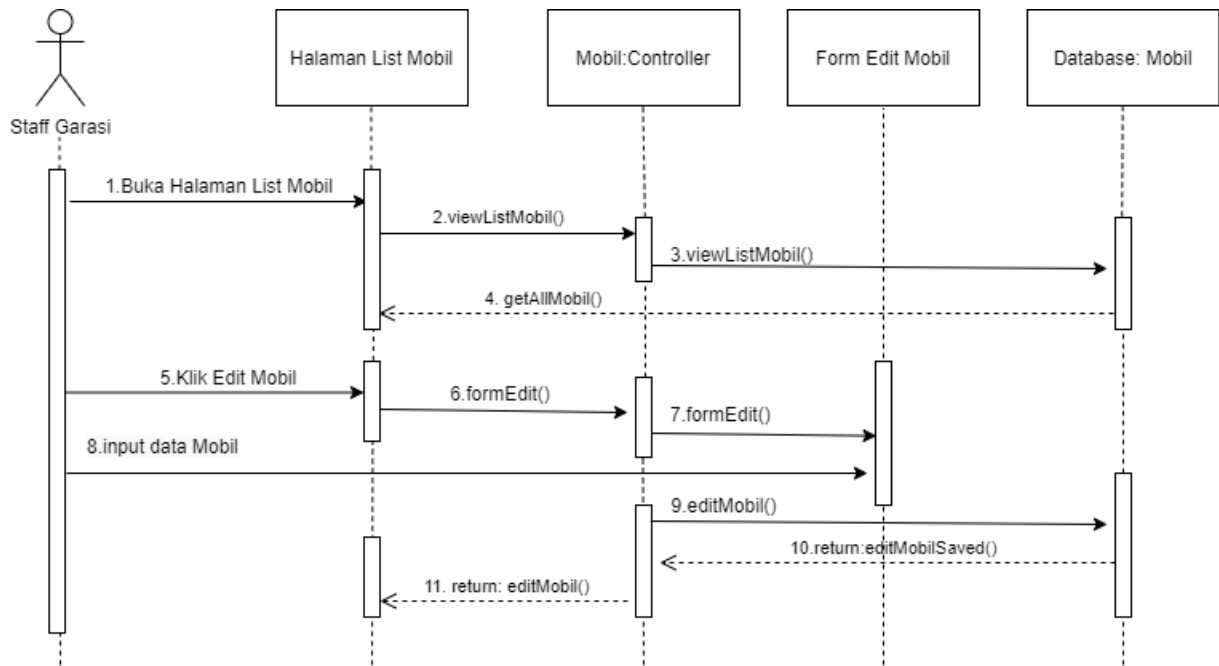 Halaman List Mobil
Mobil:Controller
Form Edit Mobil
Database: Mobil
Staff Garasi
1.Buka Halaman List Mobil
2.viewListMobil()
3.viewListMobil()
4. getAllMobil()
5.Klik Edit Mobil
6.formEdit()
7.formEdit()
8.input data Mobil
9.editMobil()
10.return:editMobilSaved()
11. return: editMobil()